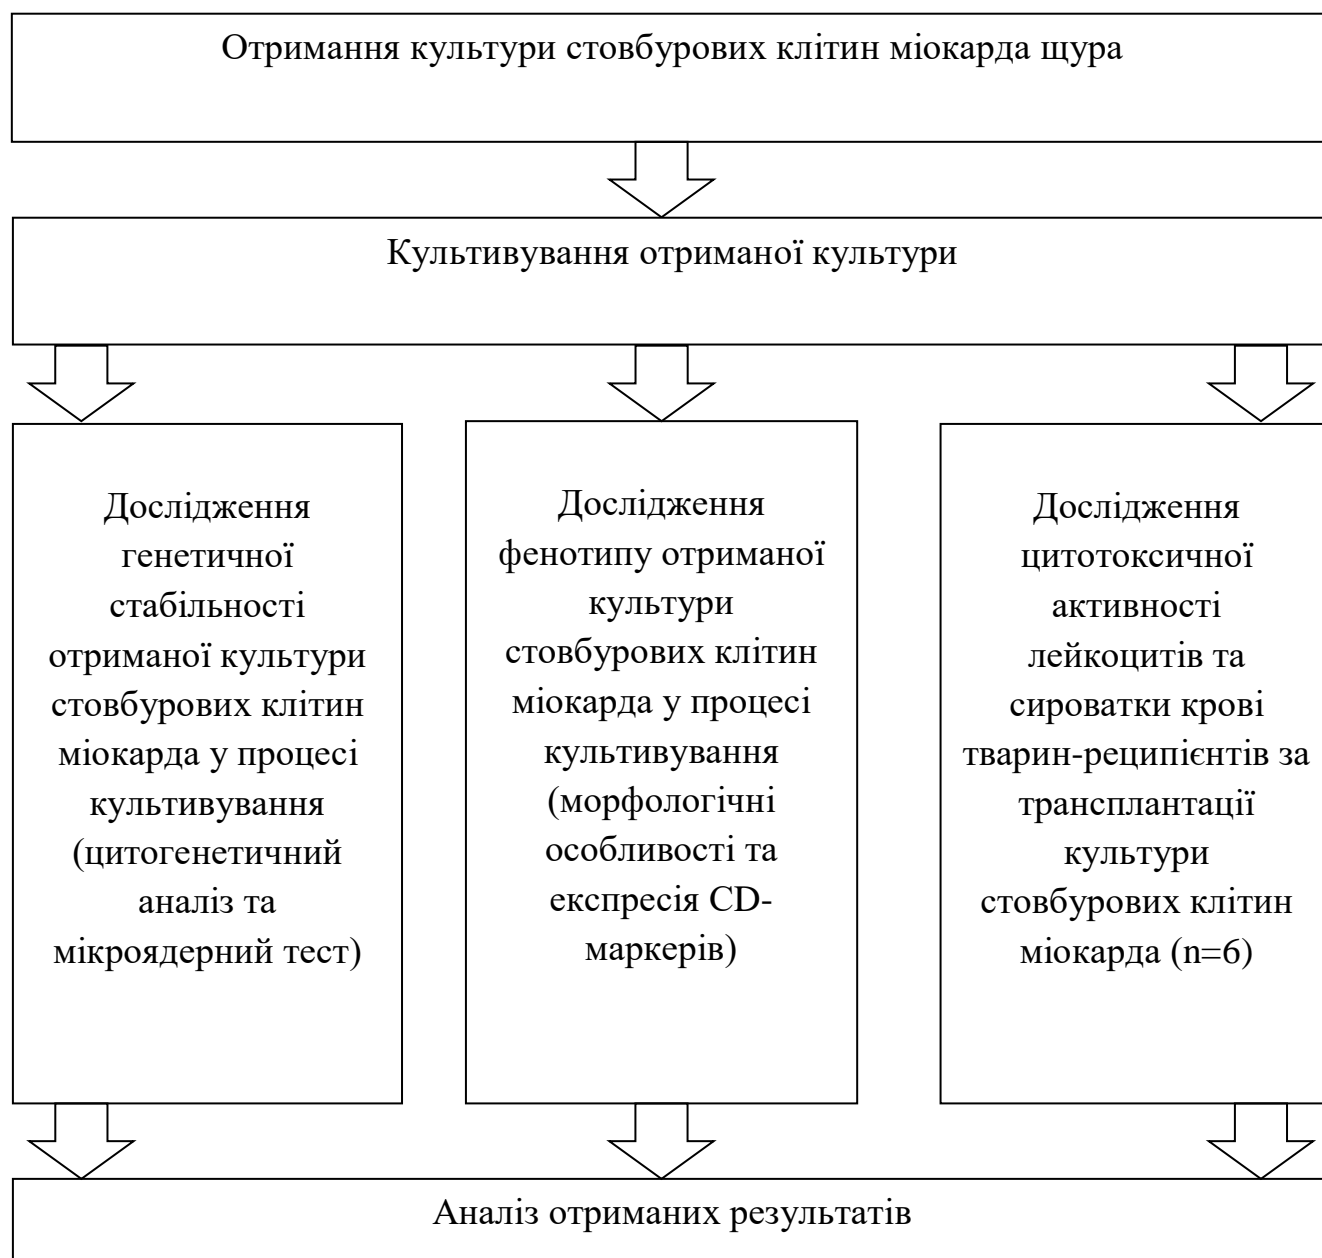 Отримання культури стовбурових клітин міокарда щура
Культивування отриманої культури
Дослідження
генетичної
стабільності
отриманої культури
стовбурових клітин
міокарда у процесі
культивування
(цитогенетичний
аналіз та
мікроядерний тест)
Дослідження
фенотипу отриманої
культури
стовбурових клітин
міокарда у процесі
культивування
(морфологічні
особливості та
експресія CD-
маркерів)
Дослідження
цитотоксичної
активності
лейкоцитів та
сироватки крові
тварин-реципієнтів за
трансплантації
культури
стовбурових клітин
міокарда (n=6)
Аналіз отриманих результатів